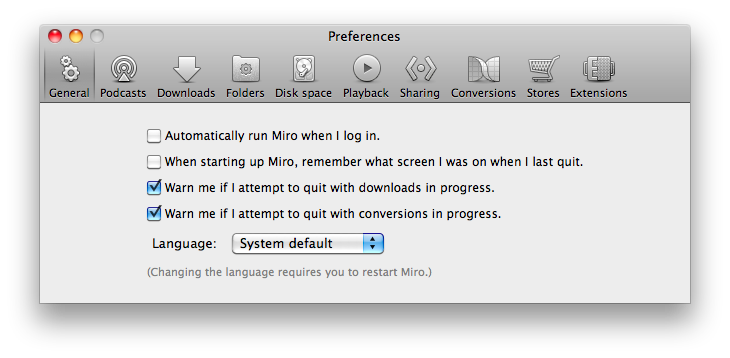 Preferences
General Podcasts Downloads Folders Disk space Playback Sharing Conversions Stores Extensions
Automatically run Miro when I log in.
When starting up Miro, remember what screen I was on when I last quit.
Warn me if I attempt to quit with downloads in progress.
Warn me if I attempt to quit with conversions in progress.
Language: System default
(Changing the language requires you to restart Miro.)